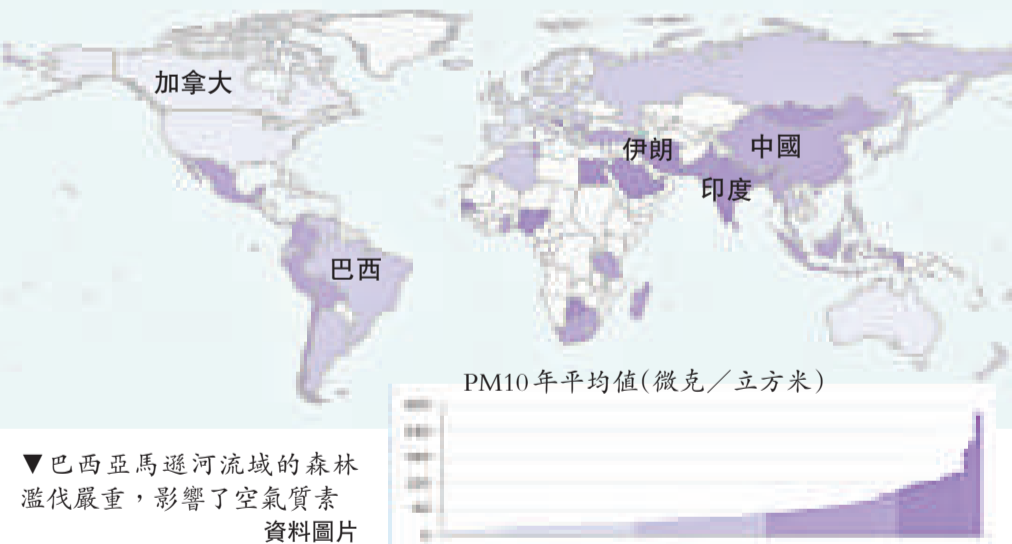 加拿大
伊朗
中國
印度
巴西
PM10年平均值(微克／立方米)
▼巴西亞馬遜河流域的森林
濫伐嚴重，影響了空氣質素
資料圖片